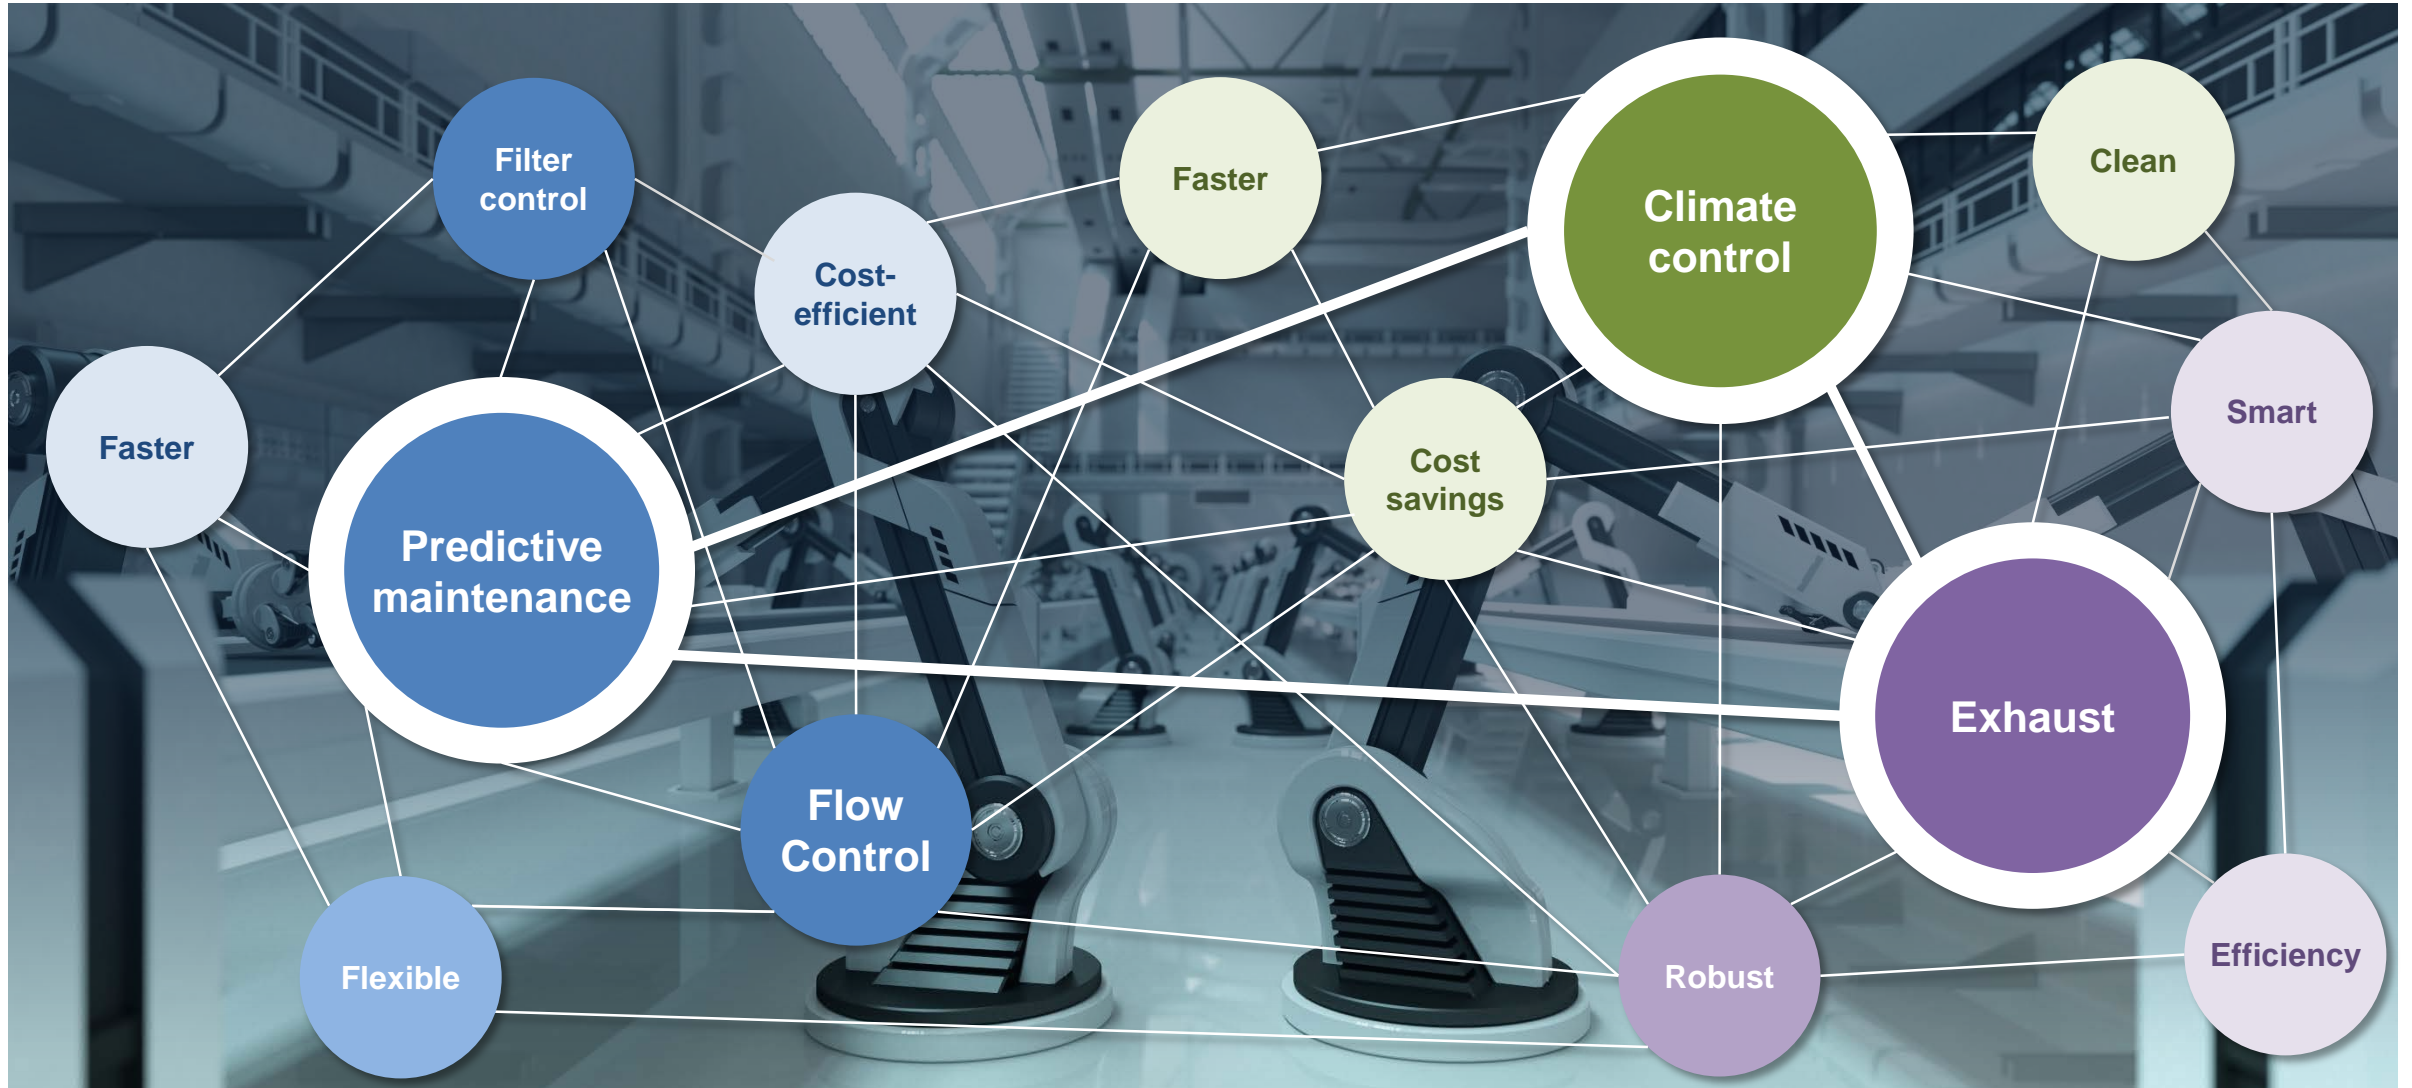 Filter
control
Faster
Climate
control
Clean
Cost-
efficient
Faster
Smart
Cost
savings
Predictive
maintenance
Exhaust
Flow
Control
Flexible
Robust
Efficiency